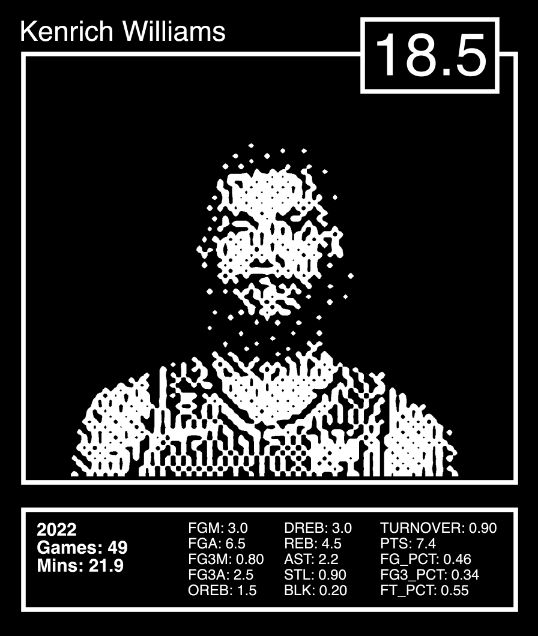 Kenrich Williams
18.5
2022
Games: 49
Mins: 21.9
FGM: 3.0
FGA: 6.5
FG3M: 0.80
FG3A: 2.5
OREB: 1.5
DREB: 3.0
REB: 4.5
AST: 2.2
STL: 0.90
BLK: 0.20
TURNOVER: 0.90
PTS: 7.4
FG_PCT: 0.46
FG3_PCT: 0.34
FT_PCT: 0.55